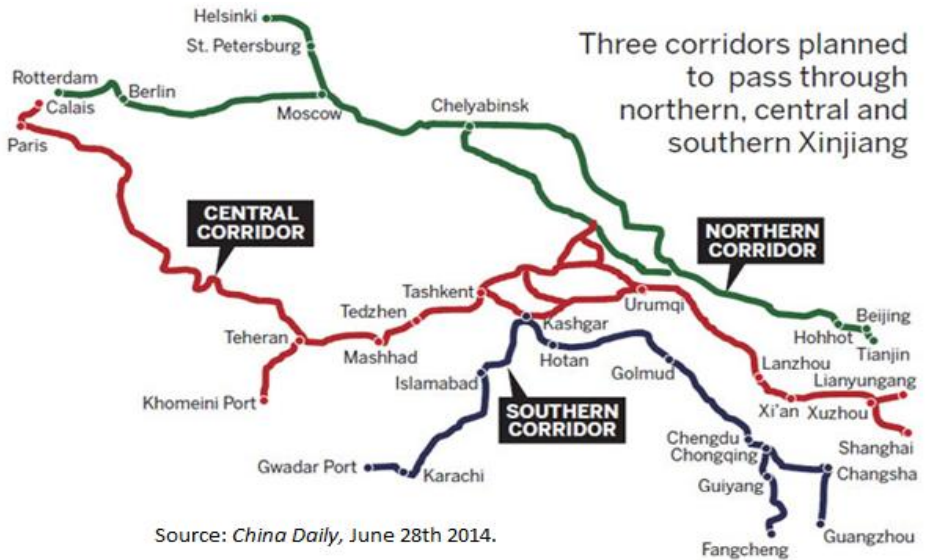 Helsinki
St. Petersburg
Three corridors planned
to pass through
northern, central and
southern Xinjiang
Rotterdam
Calais
Berlin
Moscow
Chelyabinsk
Paris
CENTRAL
CORRIDOR
NORTHERN
CORRIDOR
Tashkent
Urumqi
Tedzhen
Teheran
Mashhad
Kashgar
Hotan
Golmud
Beijing
Hohhot
Tianjin
Islamabad
Lanzhou
Lianyungang
Khomeini Port
SOUTHERN
CORRIDOR
Xi'an
Xuzhou
Shanghai
Chengdu
Chongqing
Gwadar Port
Karachi
Changsha
Guiyang
Guangzhou
Fangcheng
Source: China Daily, June 28th 2014.